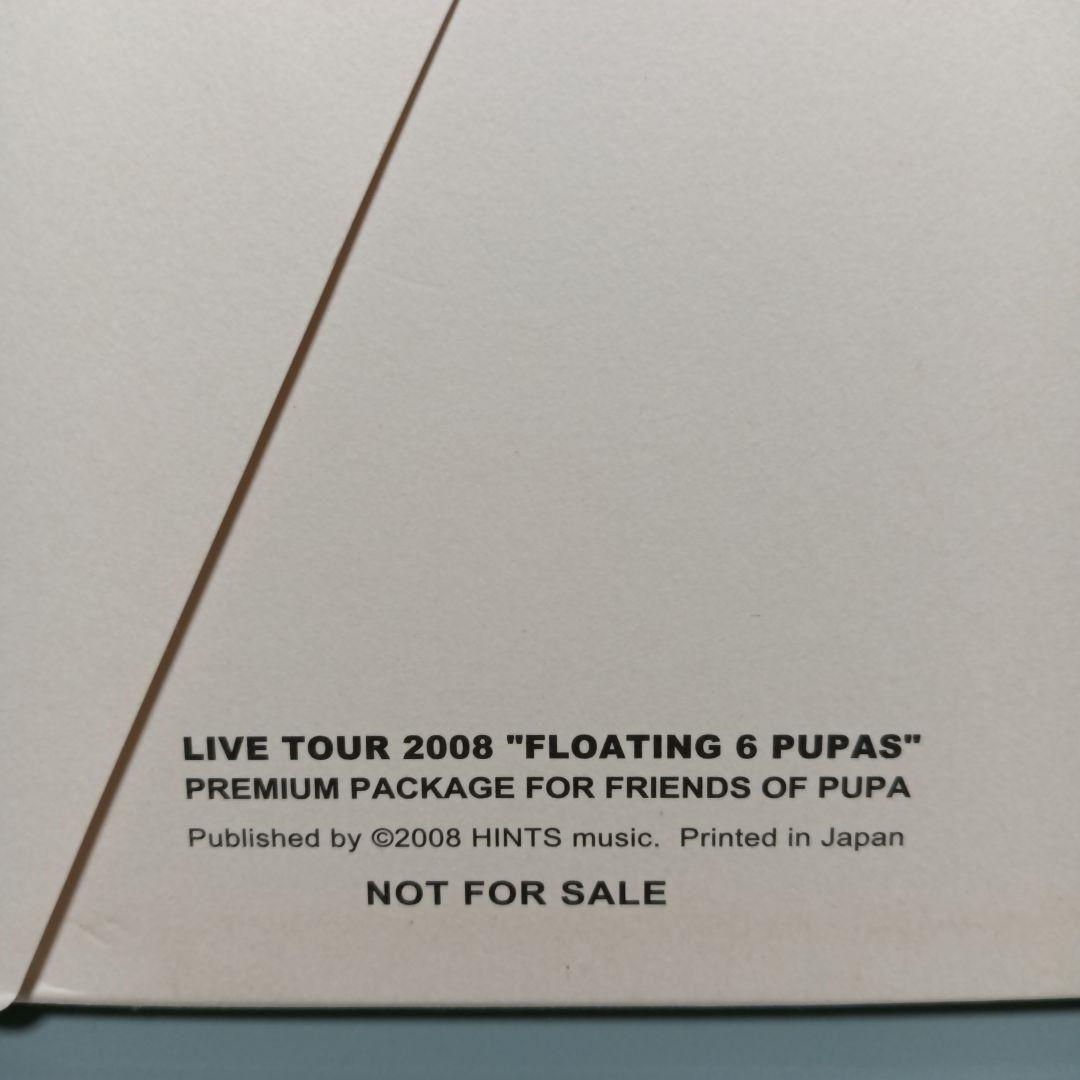 LIVE TOUR 2008 "FLOATING 6 PUPAS"
PREMIUM PACKAGE FOR FRIENDS OF PUPA
Published by ©2008 HINTS music. Printed in Japan
NOT FOR SALE